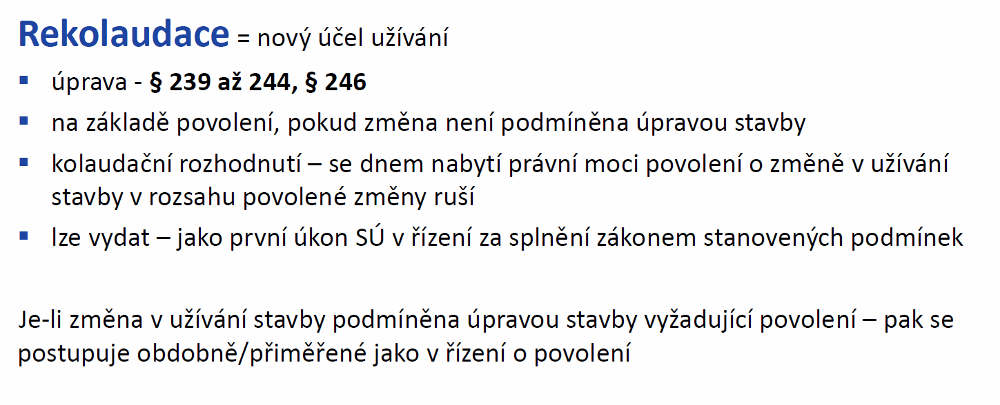 Rekolaudace = nový účel užívání
▪ úprava - § 239 až 244, § 246
▪ na základě povolení, pokud změna není podmíněna úpravou stavby
▪ kolaudační rozhodnutí – se dnem nabytí právní moci povolení o změně v užívání
stavby v rozsahu povolené změny ruší
▪ lze vydat – jako první úkon SÚ v řízení za splnění zákonem stanovených podmínek
Je-li změna v užívání stavby podmíněna úpravou stavby vyžadující povolení – pak se
postupuje obdobně/přiměřené jako v řízení o povolení